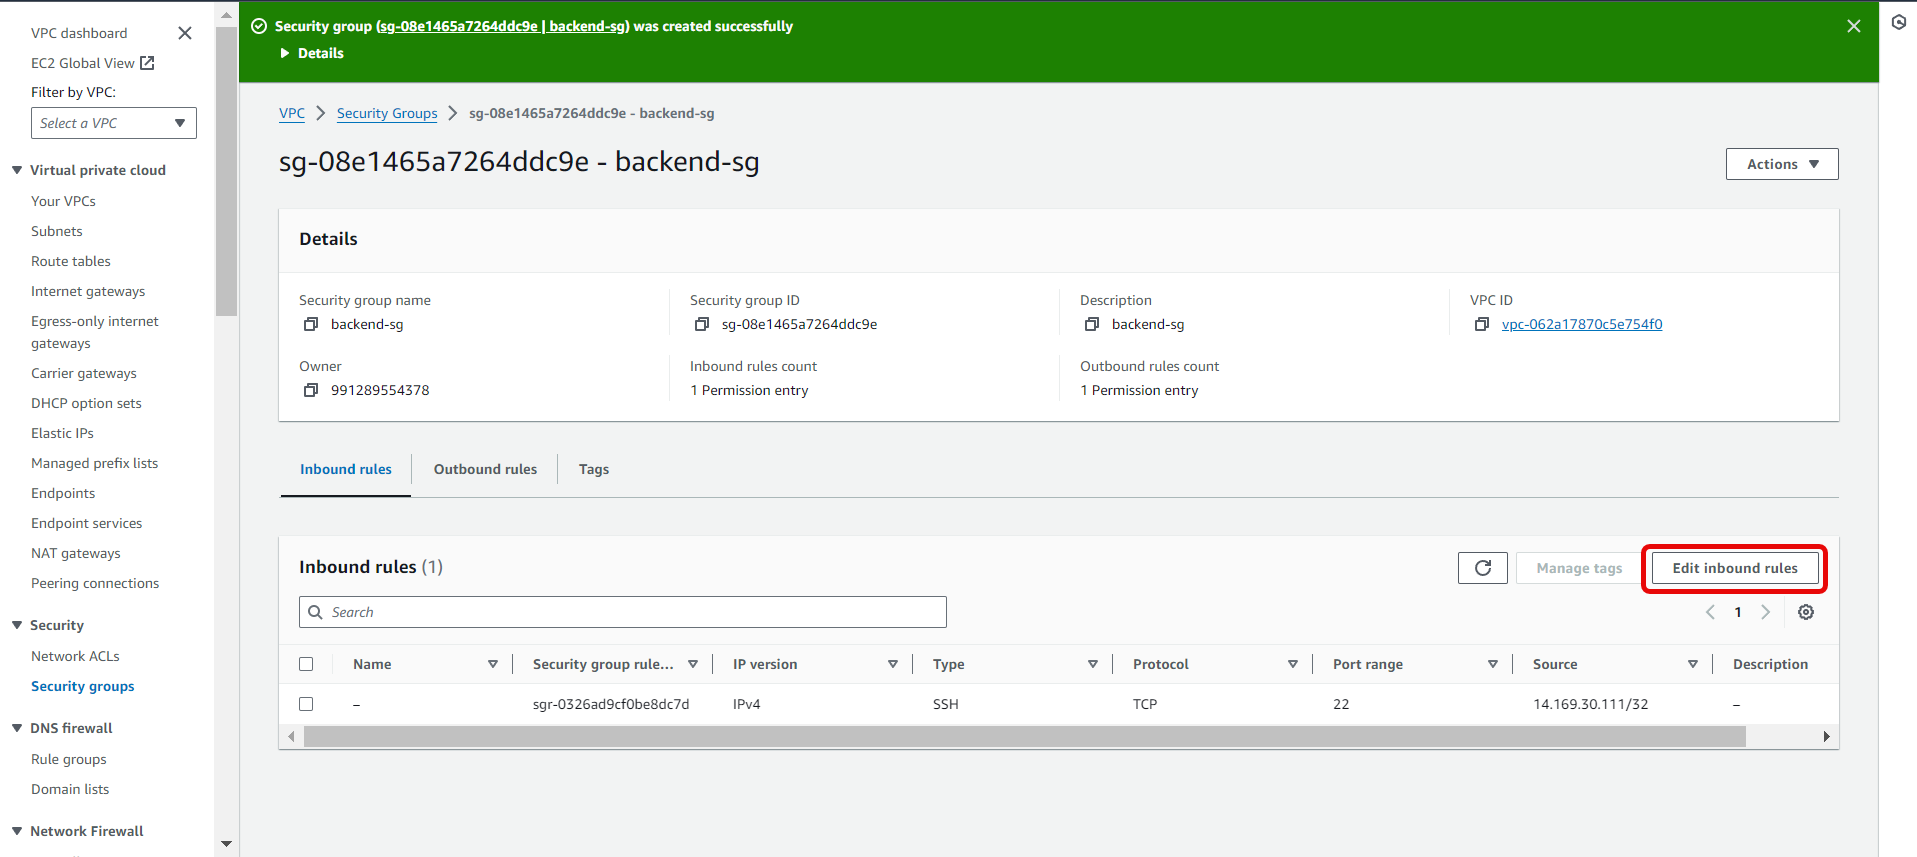 VPC dashboard
EC2 Global View
Filter by VPC:
Select a VPC
Virtual private cloud
Your VPCs
Subnets
Route tables
Internet gateways
Egress-only internet
gateways
Carrier gateways
DHCP option sets
Elastic IPs
Managed prefix lists
Endpoints
Endpoint services
NAT gateways
Peering connections
Security
Network ACLs
Security groups
DNS firewall
Rule groups
Domain lists
Network Firewall
Security group (sg-08e1465a7264ddc9e | backend-sg) was created successfully
Details
VPC > Security Groups > sg-08e1465a7264ddc9e - backend-sg
sg-08e1465a7264ddc9e - backend-sg
Actions
Details
Security group name
backend-sg
Security group ID
sg-08e1465a7264ddc9e
Description
backend-sg
VPC ID
vpc-062a17870c5e754f0
Owner
991289554378
Inbound rules count
1 Permission entry
Outbound rules count
1 Permission entry
Inbound rules Outbound rules Tags
Inbound rules (1)
Manage tags
Edit inbound rules
Search
1
Name Security group rule... IP version Type Protocol Port range Source Description
– sgr-0326ad9cf0be8dc7d IPv4 SSH TCP 22 14.169.30.111/32 –